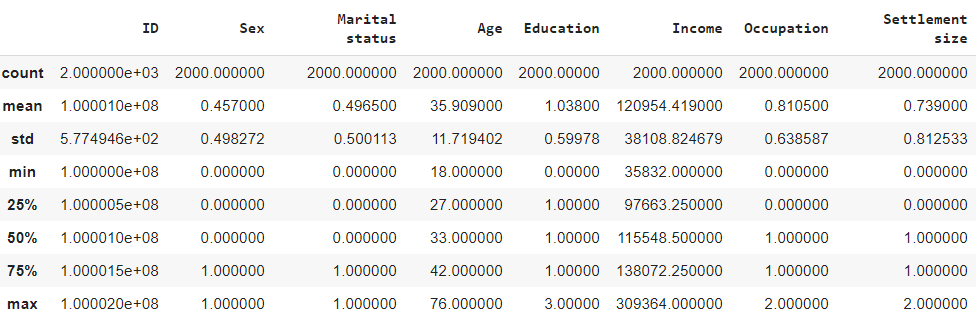 ID Sex Marital status Age Education Income Occupation Settlement size
count 2.000000e+03 2000.000000 2000.000000 2000.000000 2000.00000 2000.000000 2000.000000 2000.000000
mean 1.000010e+08 0.457000 0.496500 35.909000 1.03800 120954.419000 0.810500 0.739000
std 5.774946e+02 0.498272 0.500113 11.719402 0.59978 38108.824679 0.638587 0.812533
min 1.000000e+08 0.000000 0.000000 18.000000 0.00000 35832.000000 0.000000 0.000000
25% 1.000005e+08 0.000000 0.000000 27.000000 1.00000 97663.250000 0.000000 0.000000
50% 1.000010e+08 0.000000 0.000000 33.000000 1.00000 115548.500000 1.000000 1.000000
75% 1.000015e+08 1.000000 1.000000 42.000000 1.00000 138072.250000 1.000000 1.000000
max 1.000020e+08 1.000000 1.000000 76.000000 3.00000 309364.000000 2.000000 2.000000